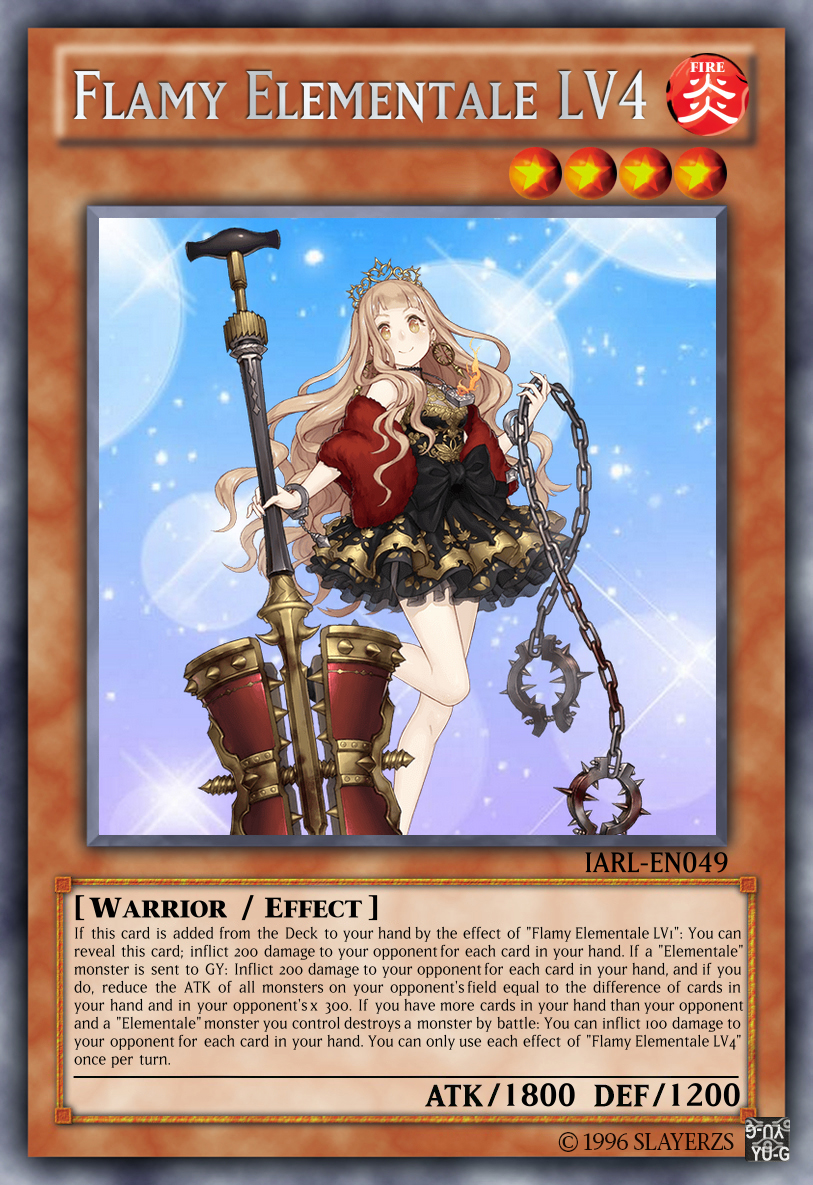 Flamy Elementale LV4
FIRE
炎
IARL-EN049
[ Warrior / Effect ]
If this card is added from the Deck to your hand by the effect of "Flamy Elementale LV1": You can
reveal this card; inflict 200 damage to your opponent for each card in your hand. If a "Elementale"
monster is sent to GY: Inflict 200 damage to your opponent for each card in your hand, and if you
do, reduce the ATK of all monsters on your opponent's field equal to the difference of cards in
your hand and in your opponent's x 300. If you have more cards in your hand than your opponent
and a "Elementale" monster you control destroys a monster by battle: You can inflict 100 damage to
your opponent for each card in your hand. You can only use each effect of "Flamy Elementale LV4"
once per turn.
ATK/1800 DEF/1200
© 1996 SLAYERZS
YU-G
YU-G